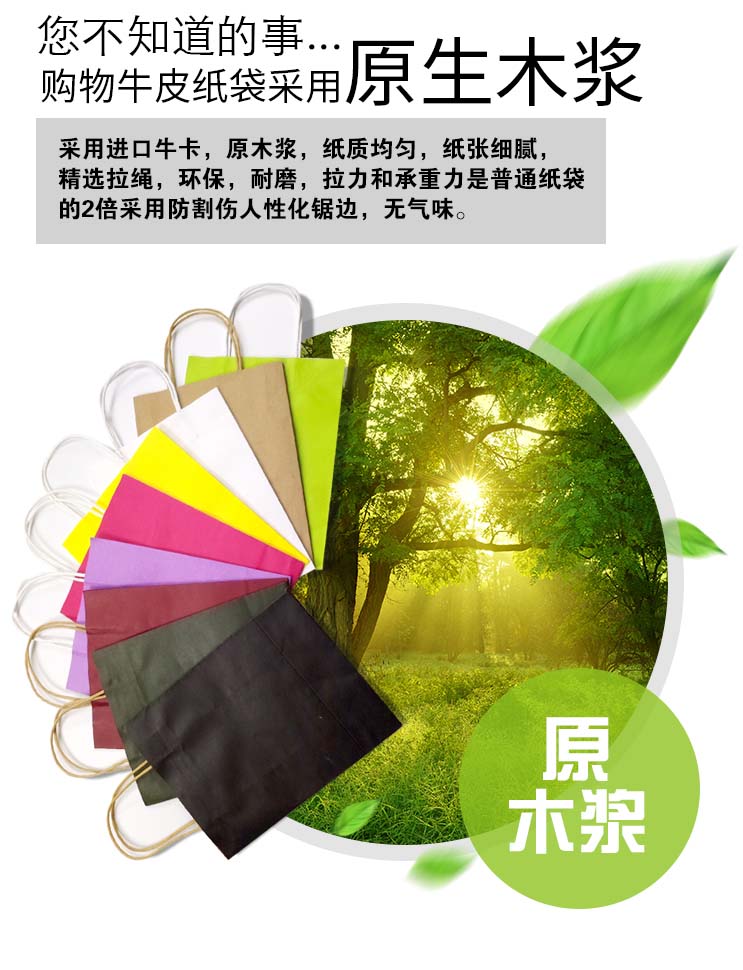 您不知道的事...
购物牛皮纸袋采用原生木浆
采用进口牛卡，原木浆，纸质均匀，纸张细腻，
精选拉绳，环保，耐磨，拉力和承重力是普通纸袋
的2倍采用防割伤人性化锯边，无气味。
原
木浆